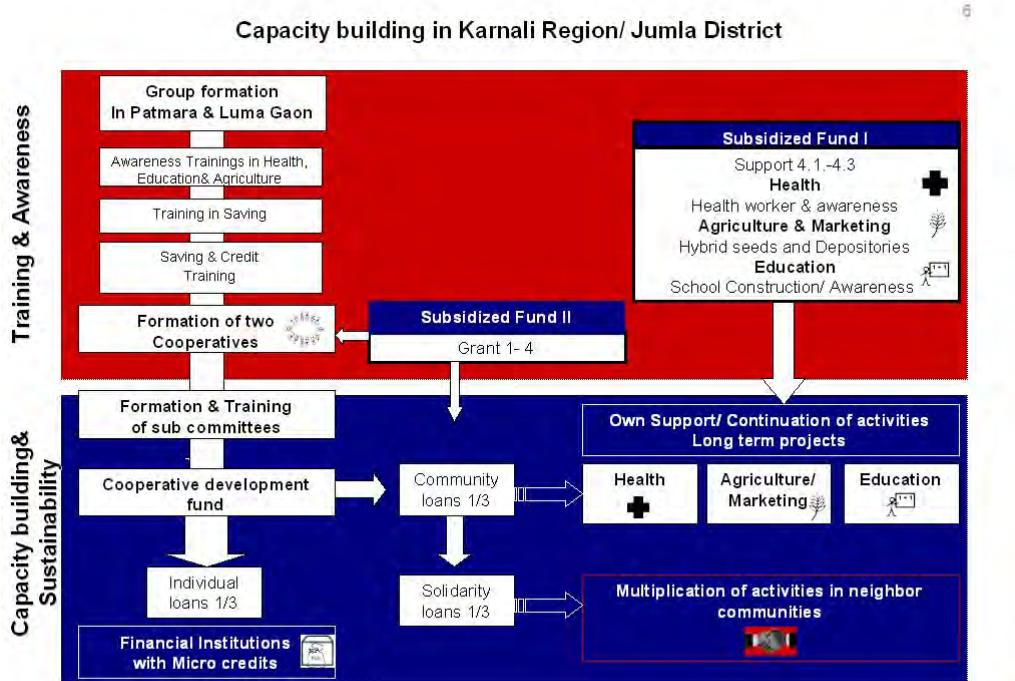 6
Capacity building in Karnali Region/ Jumla District
Training & Awareness
Group formation
In Patmara & Luma Gaon
Awareness Trainings in Health,
Education& Agriculture
Training in Saving
Saving & Credit
Training
Formation of two
Cooperatives
Subsidized Fund II
Grant 1- 4
Subsidized Fund I
Support 4.1.-4.3
Health
Health worker & awareness
Agriculture & Marketing
Hybrid seeds and Depositories
Education
School Construction/ Awareness
Capacity building&
Sustainability
Formation & Training
of sub committees
Cooperative development
fund
Individual
loans 1/3
Financial Institutions
with Micro credits
Community
loans 1/3
Solidarity
loans 1/3
Own Support/ Continuation of activities
Long term projects
Health
Agriculture/
Marketing
Education
Multiplication of activities in neighbor
communities